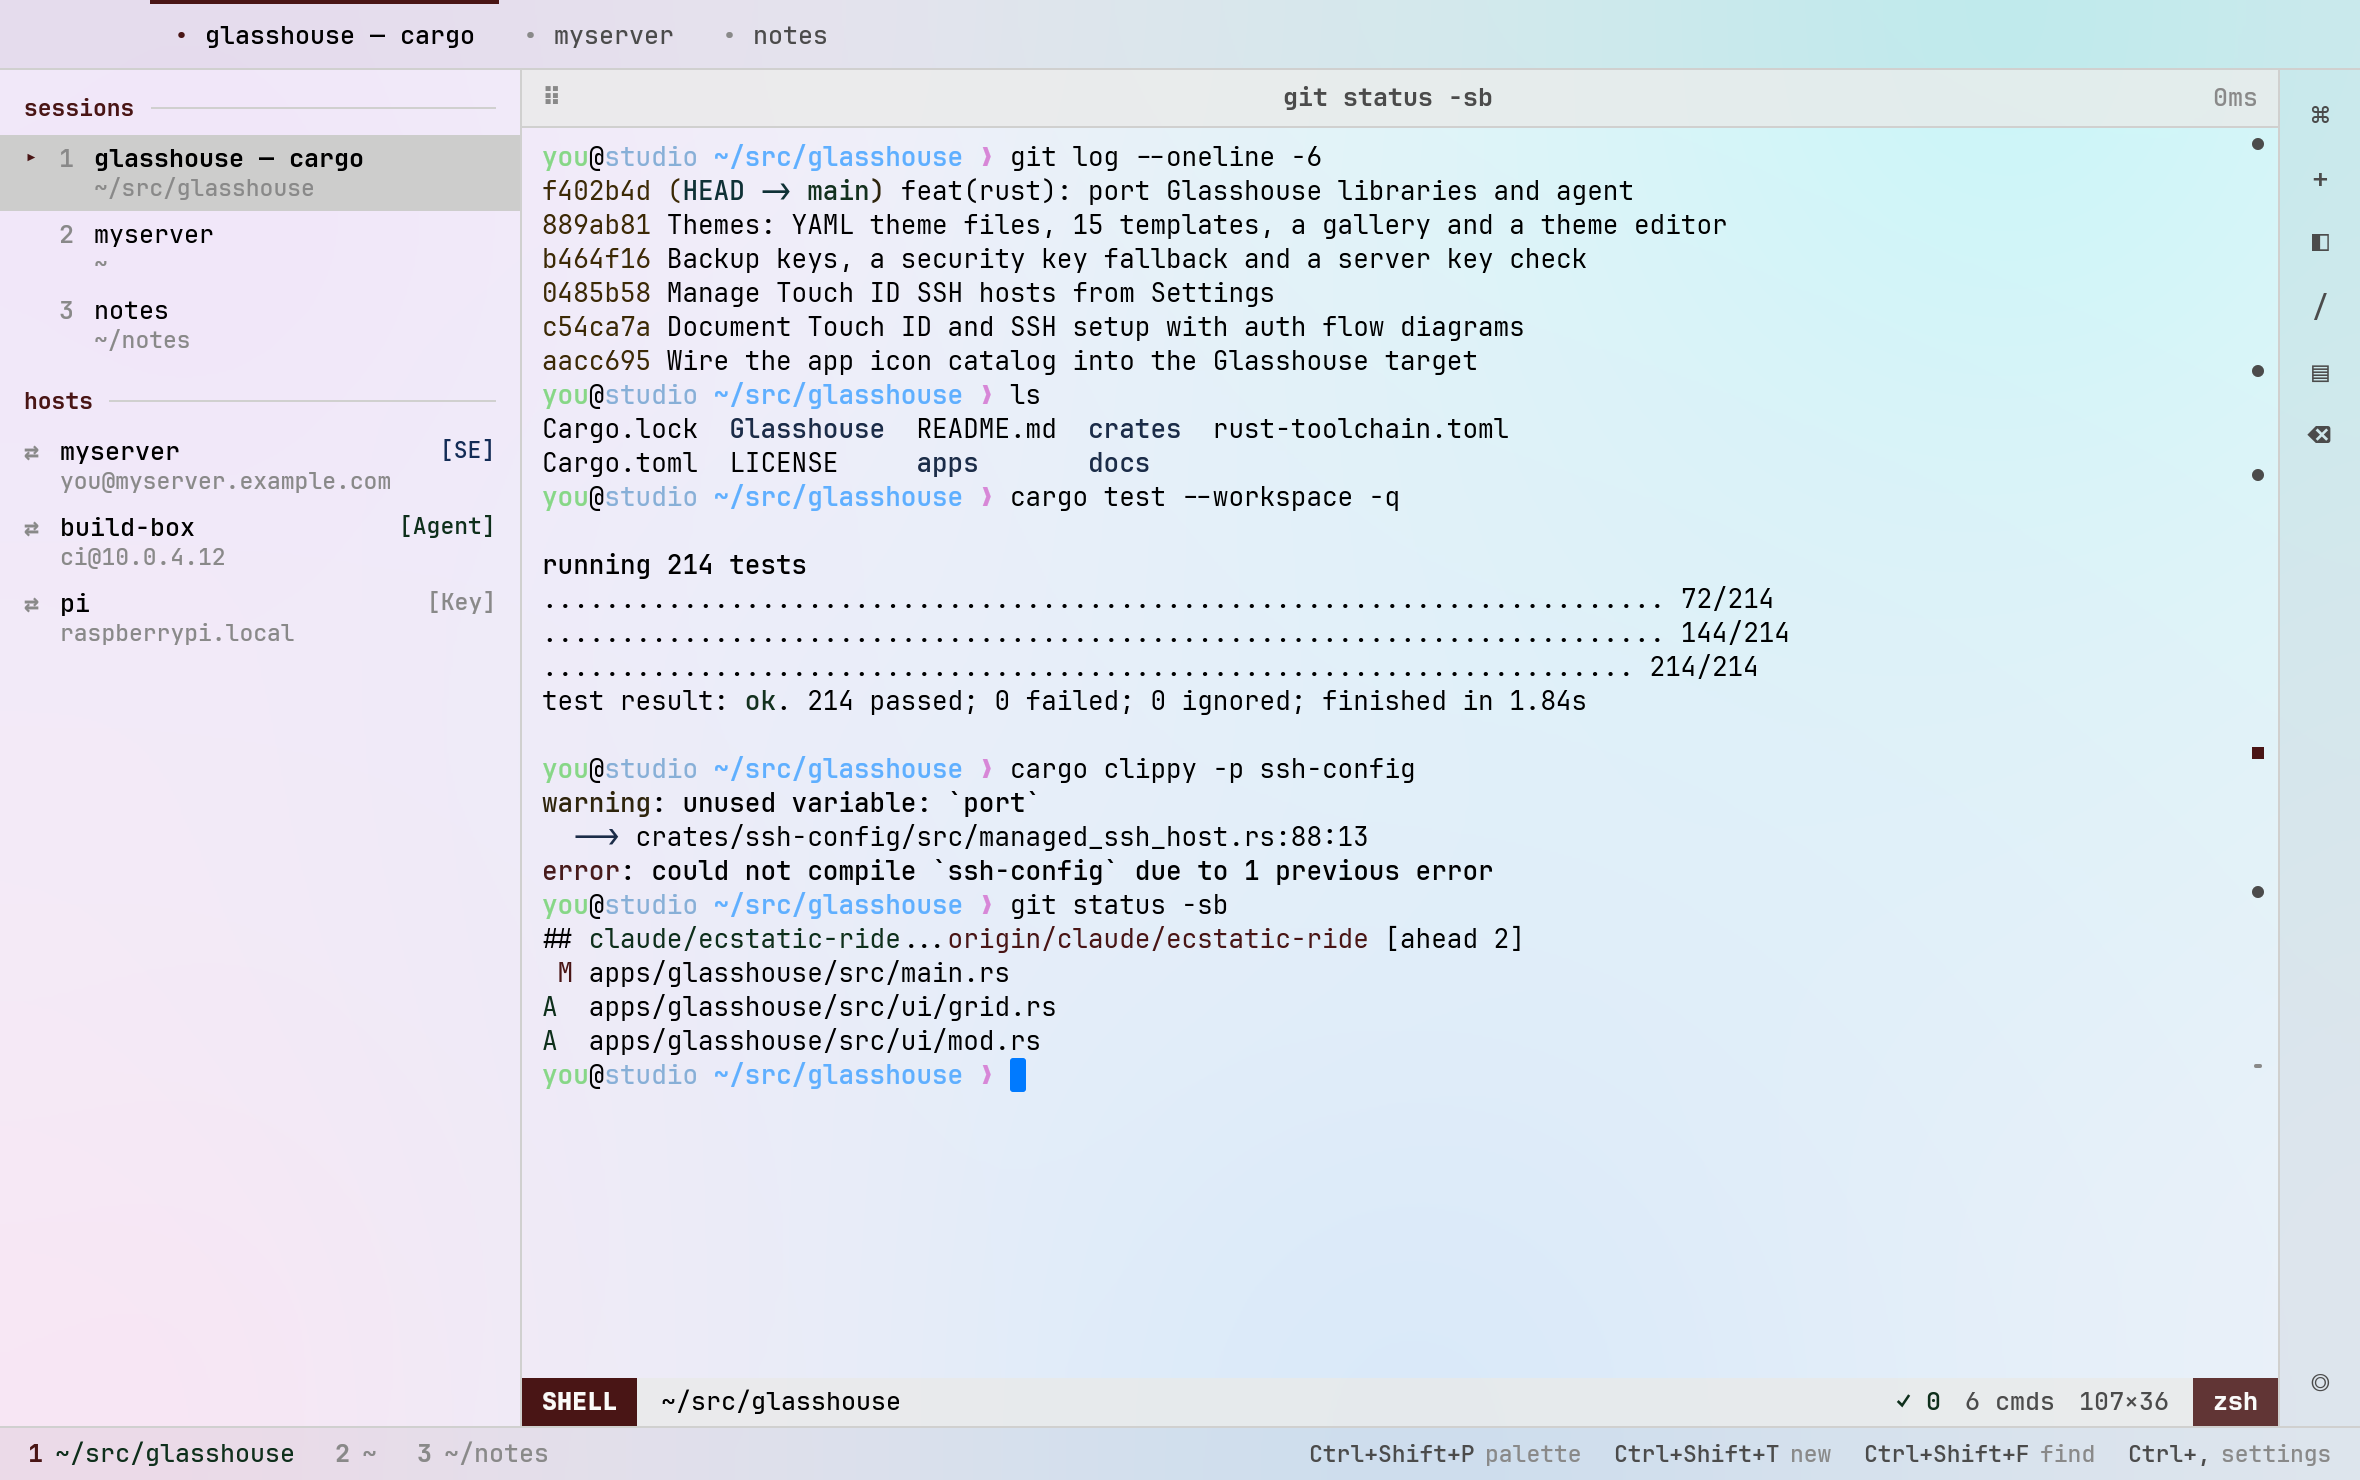 • glasshouse — cargo • myserver • notes
sessions
▸ 1 glasshouse — cargo
~/src/glasshouse
2 myserver
~
3 notes
~/notes
hosts
⇄ myserver [SE]
you@myserver.example.com
⇄ build-box [Agent]
ci@10.0.4.12
⇄ pi [Key]
raspberrypi.local
git status -sb 0ms
you@studio ~/src/glasshouse ❯ git log --oneline -6
f402b4d (HEAD -> main) feat(rust): port Glasshouse libraries and agent
889ab81 Themes: YAML theme files, 15 templates, a gallery and a theme editor
b464f16 Backup keys, a security key fallback and a server key check
0485b58 Manage Touch ID SSH hosts from Settings
c54ca7a Document Touch ID and SSH setup with auth flow diagrams
aacc695 Wire the app icon catalog into the Glasshouse target
you@studio ~/src/glasshouse ❯ ls
Cargo.lock Glasshouse README.md crates rust-toolchain.toml
Cargo.toml LICENSE apps docs
you@studio ~/src/glasshouse ❯ cargo test --workspace -q
running 214 tests
........................................................................ 72/214
........................................................................ 144/214
...................................................................... 214/214
test result: ok. 214 passed; 0 failed; 0 ignored; finished in 1.84s
you@studio ~/src/glasshouse ❯ cargo clippy -p ssh-config
warning: unused variable: `port`
--> crates/ssh-config/src/managed_ssh_host.rs:88:13
error: could not compile `ssh-config` due to 1 previous error
you@studio ~/src/glasshouse ❯ git status -sb
## claude/ecstatic-ride...origin/claude/ecstatic-ride [ahead 2]
M apps/glasshouse/src/main.rs
A apps/glasshouse/src/ui/grid.rs
A apps/glasshouse/src/ui/mod.rs
you@studio ~/src/glasshouse ❯
SHELL ~/src/glasshouse ✓ 0 6 cmds 107×36 zsh
1 ~/src/glasshouse 2 ~ 3 ~/notes Ctrl+Shift+P palette Ctrl+Shift+T new Ctrl+Shift+F find Ctrl+, settings